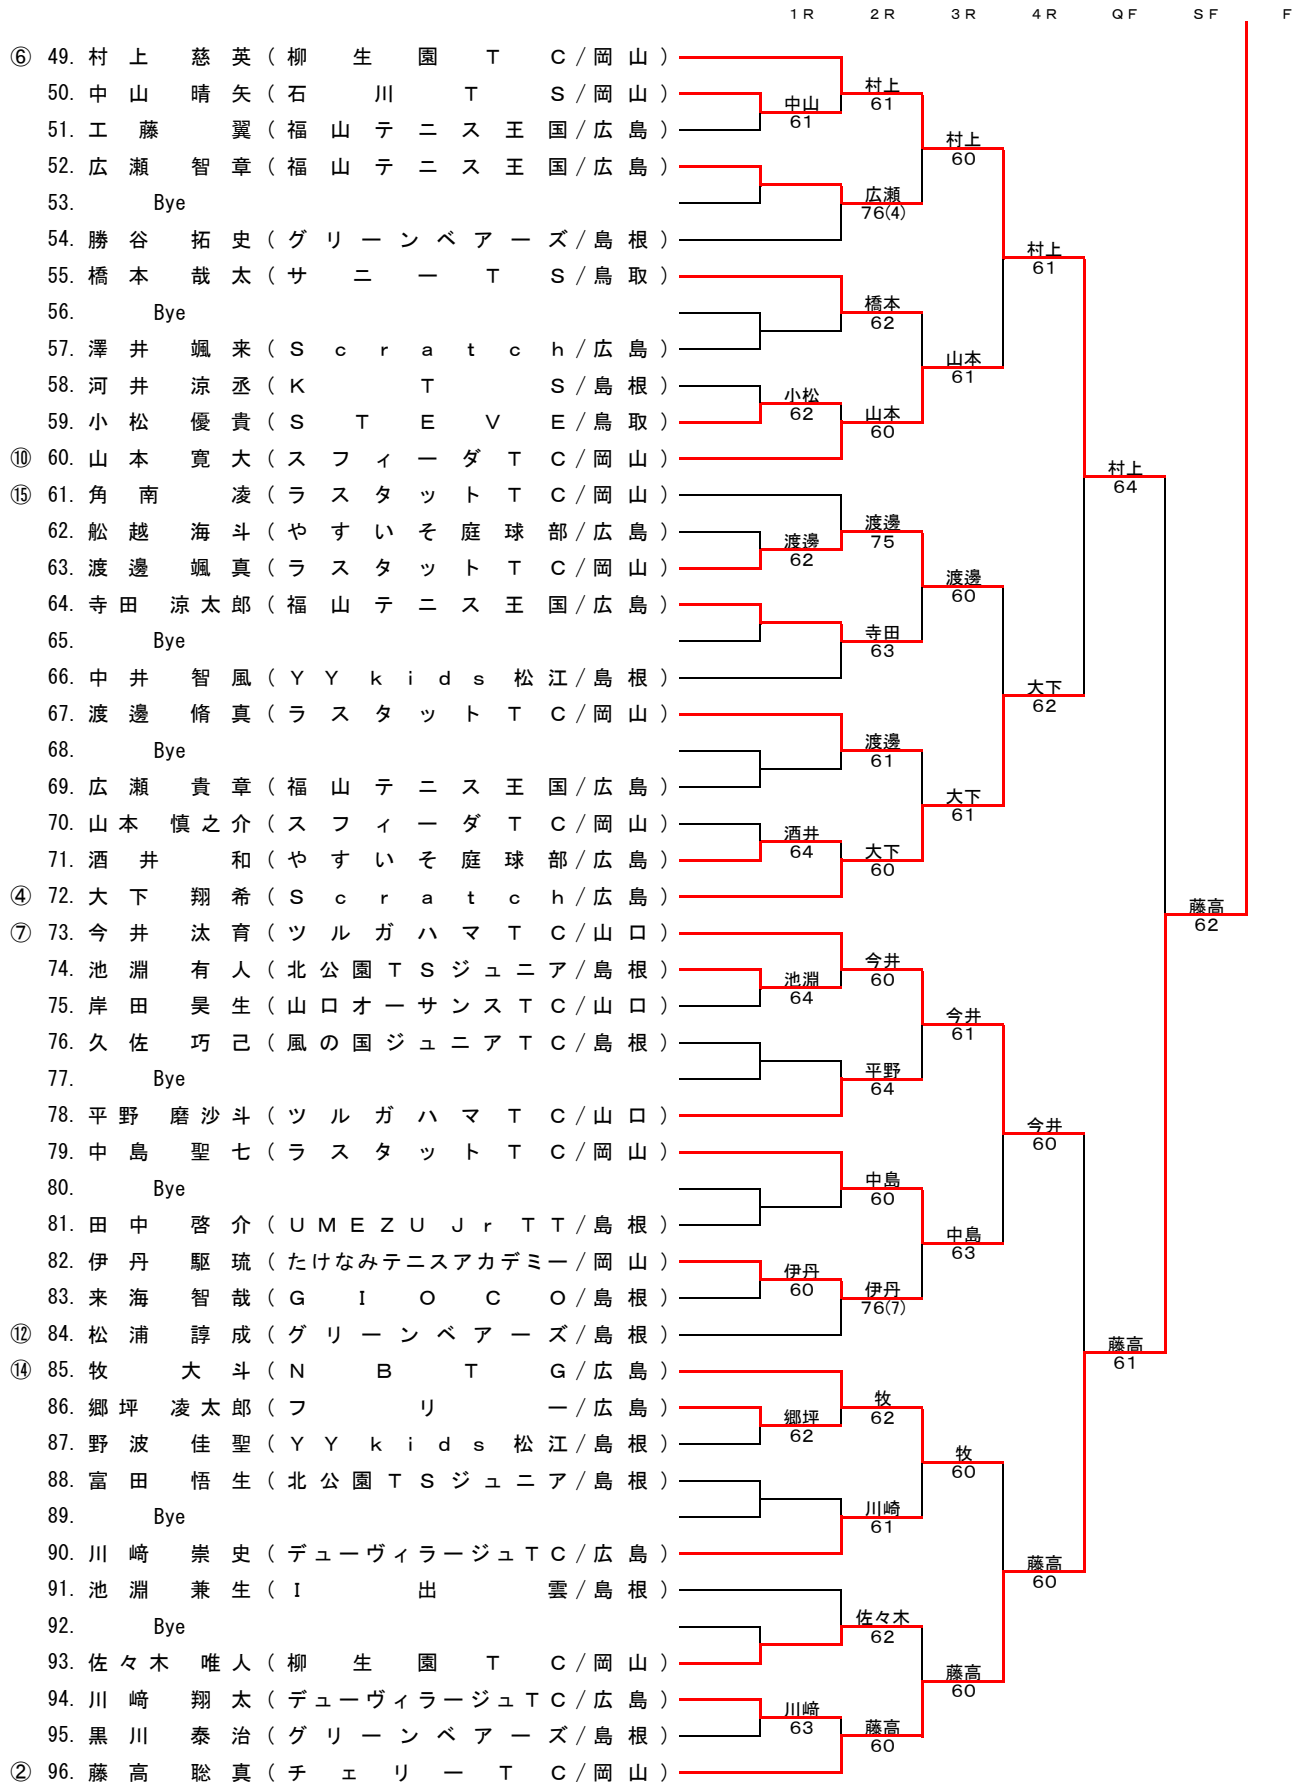 1R 2R 3R 4R QF SF F
⑥ 49. 村上 慈英 (柳生園TC/岡山)
50. 中山 晴矢 (石川TS/岡山)
51. 工藤 翼 (福山テニス王国/広島)
52. 広瀬 智章 (福山テニス王国/広島)
53. Bye
54. 勝谷 拓史 (グリーンベアーズ/島根)
55. 橋本 哉太 (サニーTS/鳥取)
56. Bye
57. 澤井 颯来 (Scratch/広島)
58. 河井 涼丞 (KTS/島根)
59. 小松 優貴 (STEVE/鳥取)
⑩ 60. 山本 寛大 (スフィーダTC/岡山)
⑮ 61. 角南 凌 (ラスタットTC/岡山)
62. 舩越 海斗 (やすいそ庭球部/広島)
63. 渡邊 颯真 (ラスタットTC/岡山)
64. 寺田 涼太郎 (福山テニス王国/広島)
65. Bye
66. 中井 智風 (YYkids松江/島根)
67. 渡邊 脩真 (ラスタットTC/岡山)
68. Bye
69. 広瀬 貴章 (福山テニス王国/広島)
70. 山本 慎之介 (スフィーダTC/岡山)
71. 酒井 和 (やすいそ庭球部/広島)
④ 72. 大下 翔希 (Scratch/広島)
⑦ 73. 今井 汰育 (ツルガハマTC/山口)
74. 池淵 有人 (北公園TSジュニア/島根)
75. 岸田 昊生 (山口オーサンスTC/山口)
76. 久佐 巧己 (風の国ジュニアTC/島根)
77. Bye
78. 平野 磨沙斗 (ツルガハマTC/山口)
79. 中島 聖七 (ラスタットTC/岡山)
80. Bye
81. 田中 啓介 (UMEZU Jr TT/島根)
82. 伊丹 駆琉 (たけなみテニスアカデミー/岡山)
83. 来海 智哉 (GIOCO/島根)
⑫ 84. 松浦 諄成 (グリーンベアーズ/島根)
⑭ 85. 牧 大斗 (NBTG/広島)
86. 郷坪 凌太郎 (フリー/広島)
87. 野波 佳聖 (YYkids松江/島根)
88. 富田 悟生 (北公園TSジュニア/島根)
89. Bye
90. 川﨑 崇史 (デューヴィラージュTC/広島)
91. 池淵 兼生 (I出雲/島根)
92. Bye
93. 佐々木 唯人 (柳生園TC/岡山)
94. 川﨑 翔太 (デューヴィラージュTC/広島)
95. 黒川 泰治 (グリーンベアーズ/島根)
② 96. 藤高 聡真 (チェリーTC/岡山)
中山
61
小松
62
渡邊
62
酒井
64
池淵
64
伊丹
60
郷坪
62
川﨑
63
村上
61
広瀬
76(4)
橋本
62
山本
60
渡邊
75
寺田
63
渡邊
61
大下
60
今井
60
平野
64
中島
60
伊丹
76(7)
牧
62
川崎
61
佐々木
62
藤高
60
村上
60
山本
61
渡邊
60
大下
61
今井
61
中島
63
牧
60
藤高
60
村上
61
大下
62
今井
60
藤高
60
村上
64
藤高
61
藤高
62